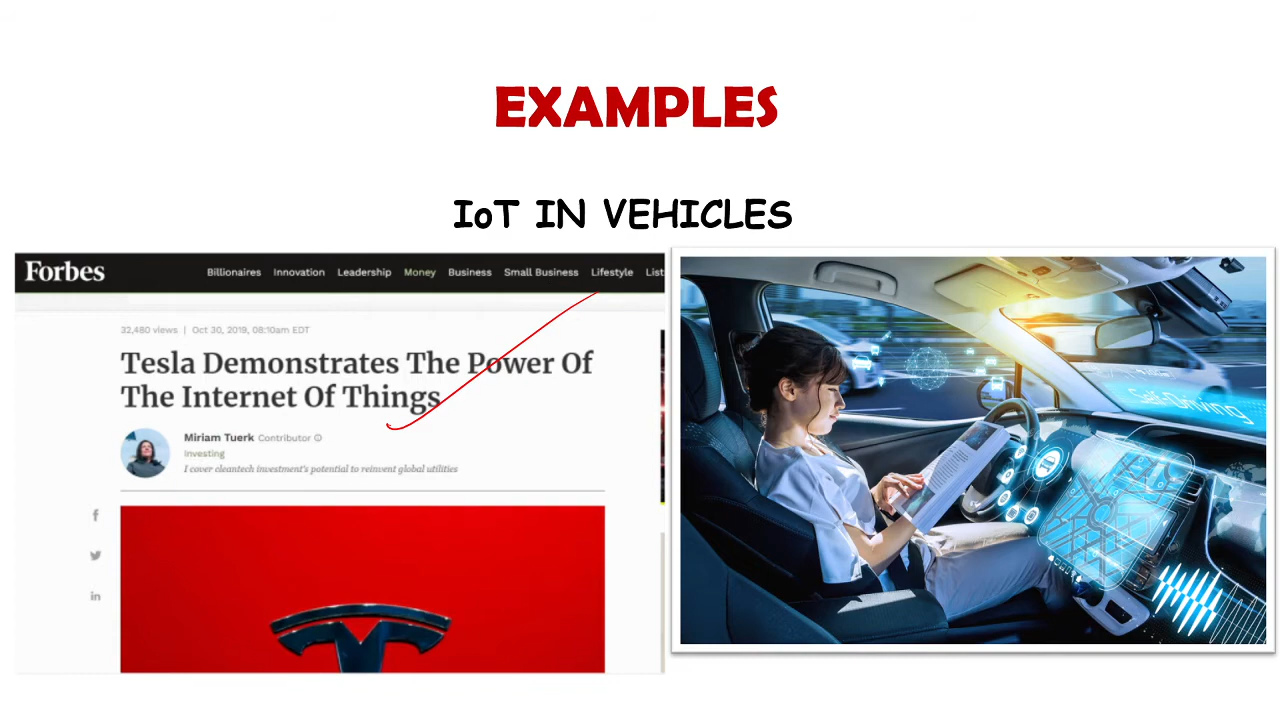 EXAMPLES
IoT IN VEHICLES
Forbes
Billionaires Innovation Leadership Money Business Small Business Lifestyle List
32,480 views | Oct 30, 2019, 08:10am EDT
Tesla Demonstrates The Power Of
The Internet Of Things
Miriam Tuerk Contributor
Investing
I cover cleantech investment's potential to reinvent global utilities
f
in
Self-Driving